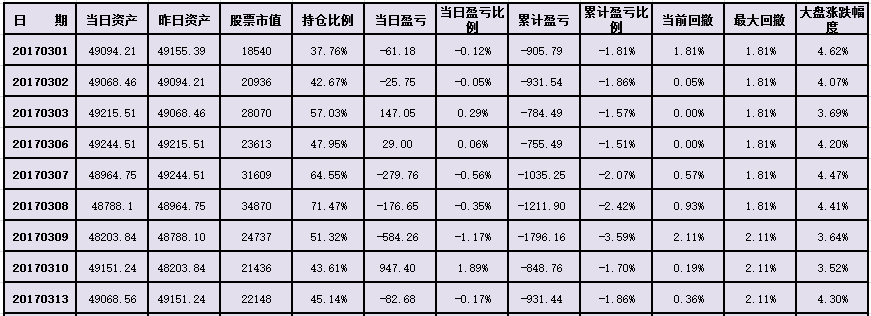 日 期 当日资产 昨日资产 股票市值 持仓比例 当日盈亏 当日盈亏比例 累计盈亏 累计盈亏比例 当前回撤 最大回撤 大盘涨跌幅度
20170301 49094.21 49155.39 18540 37.76% -61.18 -0.12% -905.79 -1.81% 1.81% 1.81% 4.62%
20170302 49068.46 49094.21 20936 42.67% -25.75 -0.05% -931.54 -1.86% 0.05% 1.81% 4.07%
20170303 49215.51 49068.46 28070 57.03% 147.05 0.29% -784.49 -1.57% 0.00% 1.81% 3.69%
20170306 49244.51 49215.51 23613 47.95% 29.00 0.06% -755.49 -1.51% 0.00% 1.81% 4.20%
20170307 48964.75 49244.51 31609 64.55% -279.76 -0.56% -1035.25 -2.07% 0.57% 1.81% 4.47%
20170308 48788.1 48964.75 34870 71.47% -176.65 -0.35% -1211.90 -2.42% 0.93% 1.81% 4.41%
20170309 48203.84 48788.10 24737 51.32% -584.26 -1.17% -1796.16 -3.59% 2.11% 2.11% 3.64%
20170310 49151.24 48203.84 21436 43.61% 947.40 1.89% -848.76 -1.70% 0.19% 2.11% 3.52%
20170313 49068.56 49151.24 22148 45.14% -82.68 -0.17% -931.44 -1.86% 0.36% 2.11% 4.30%